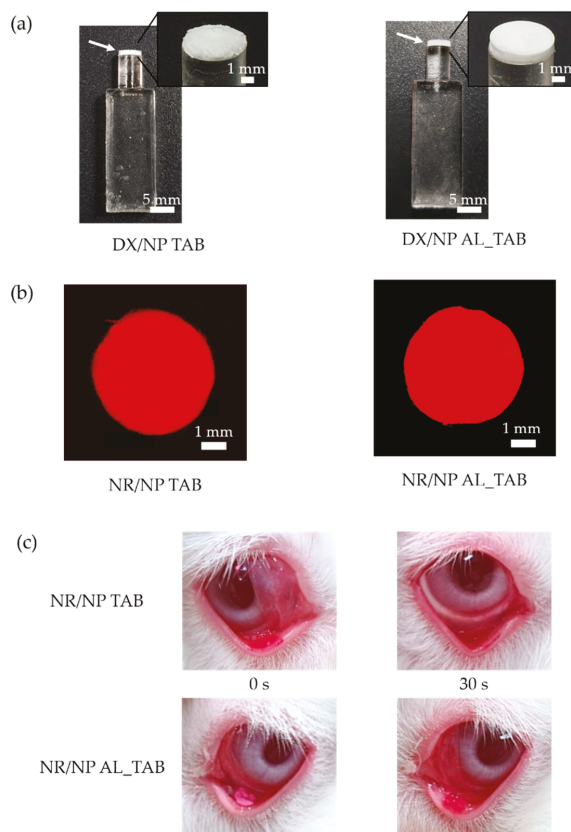 (a)
1 mm
1 mm
5 mm
5 mm
DX/NP TAB
DX/NP AL_TAB
(b)
1 mm
1 mm
NR/NP TAB
NR/NP AL_TAB
(c)
NR/NP TAB
0 s
30 s
NR/NP AL_TAB